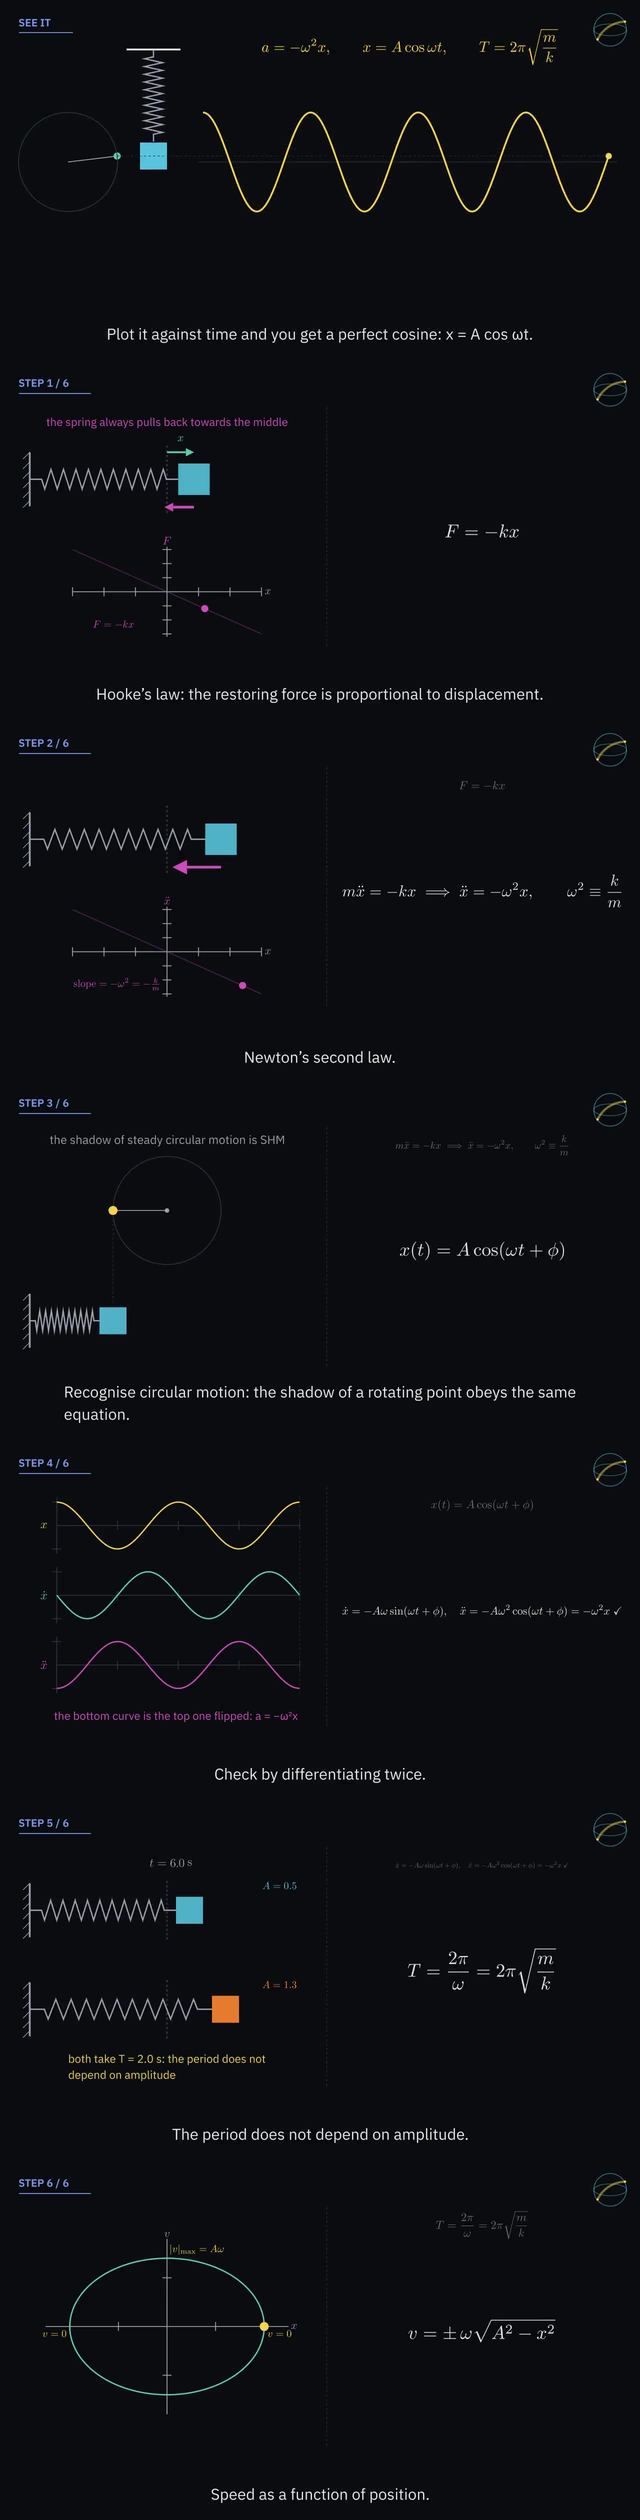 SEE IT
a = −ω²x,   x = A cos ωt,   T = 2π√(m/k)
Plot it against time and you get a perfect cosine: x = A cos ωt.
STEP 1 / 6
the spring always pulls back towards the middle
x
F
x
F = −kx
F = −kx
Hooke’s law: the restoring force is proportional to displacement.
STEP 2 / 6
F = −kx
mẍ = −kx ⟹ ẍ = −ω²x,   ω² ≡ k/m
ẍ
x
slope = −ω² = −k/m
Newton’s second law.
STEP 3 / 6
the shadow of steady circular motion is SHM
mẍ = −kx ⟹ ẍ = −ω²x,   ω² ≡ k/m
x(t) = A cos(ωt + ϕ)
Recognise circular motion: the shadow of a rotating point obeys the same
equation.
STEP 4 / 6
x(t) = A cos(ωt + ϕ)
x
ẋ
ẋ = −Aω sin(ωt + ϕ),   ẍ = −Aω² cos(ωt + ϕ) = −ω²x ✓
ẍ
the bottom curve is the top one flipped: a = −ω²x
Check by differentiating twice.
STEP 5 / 6
t = 6.0 s
ẋ = −Aω sin(ωt + ϕ),   ẍ = −Aω² cos(ωt + ϕ) = −ω²x ✓
A = 0.5
T = 2π/ω = 2π√(m/k)
A = 1.3
both take T = 2.0 s: the period does not
depend on amplitude
The period does not depend on amplitude.
STEP 6 / 6
T = 2π/ω = 2π√(m/k)
v
|v|max = Aω
x
v = 0
v = 0
v = ± ω√(A² − x²)
Speed as a function of position.